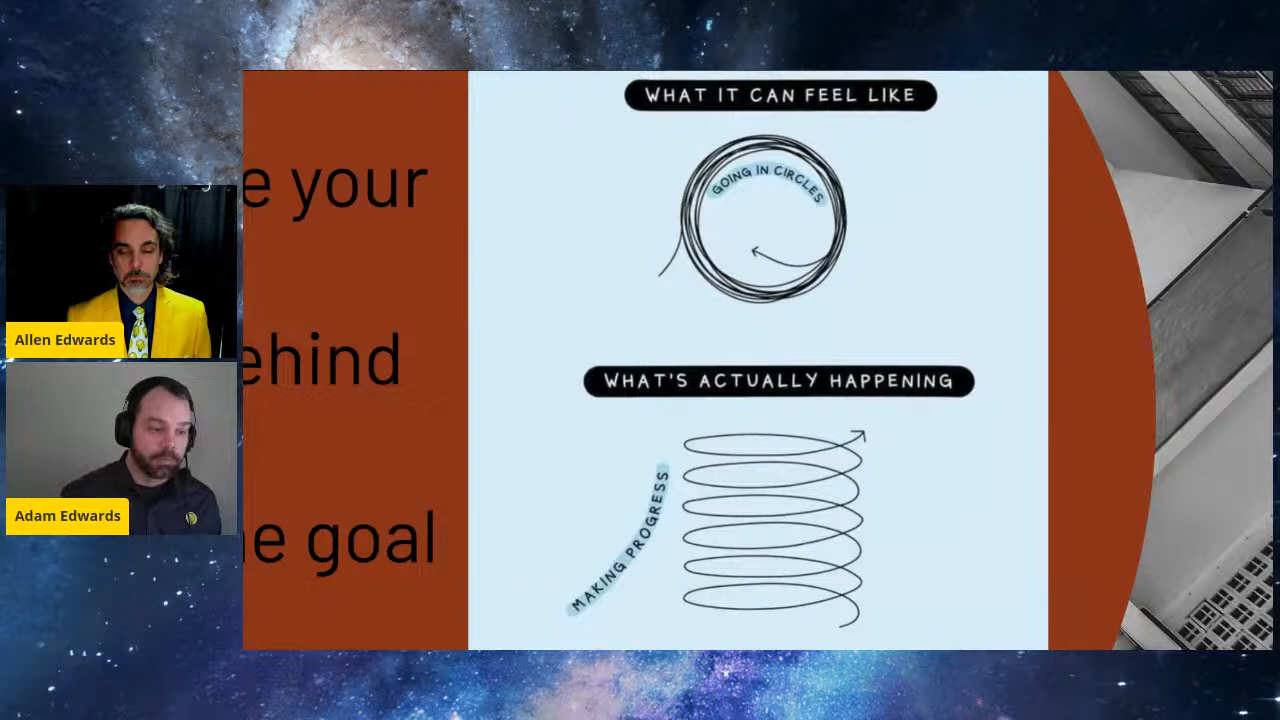 WHAT IT CAN FEEL LIKE
GOING IN CIRCLES
e your
Allen Edwards
ehind
WHAT'S ACTUALLY HAPPENING
MAKING PROGRESS
Adam Edwards
e goal